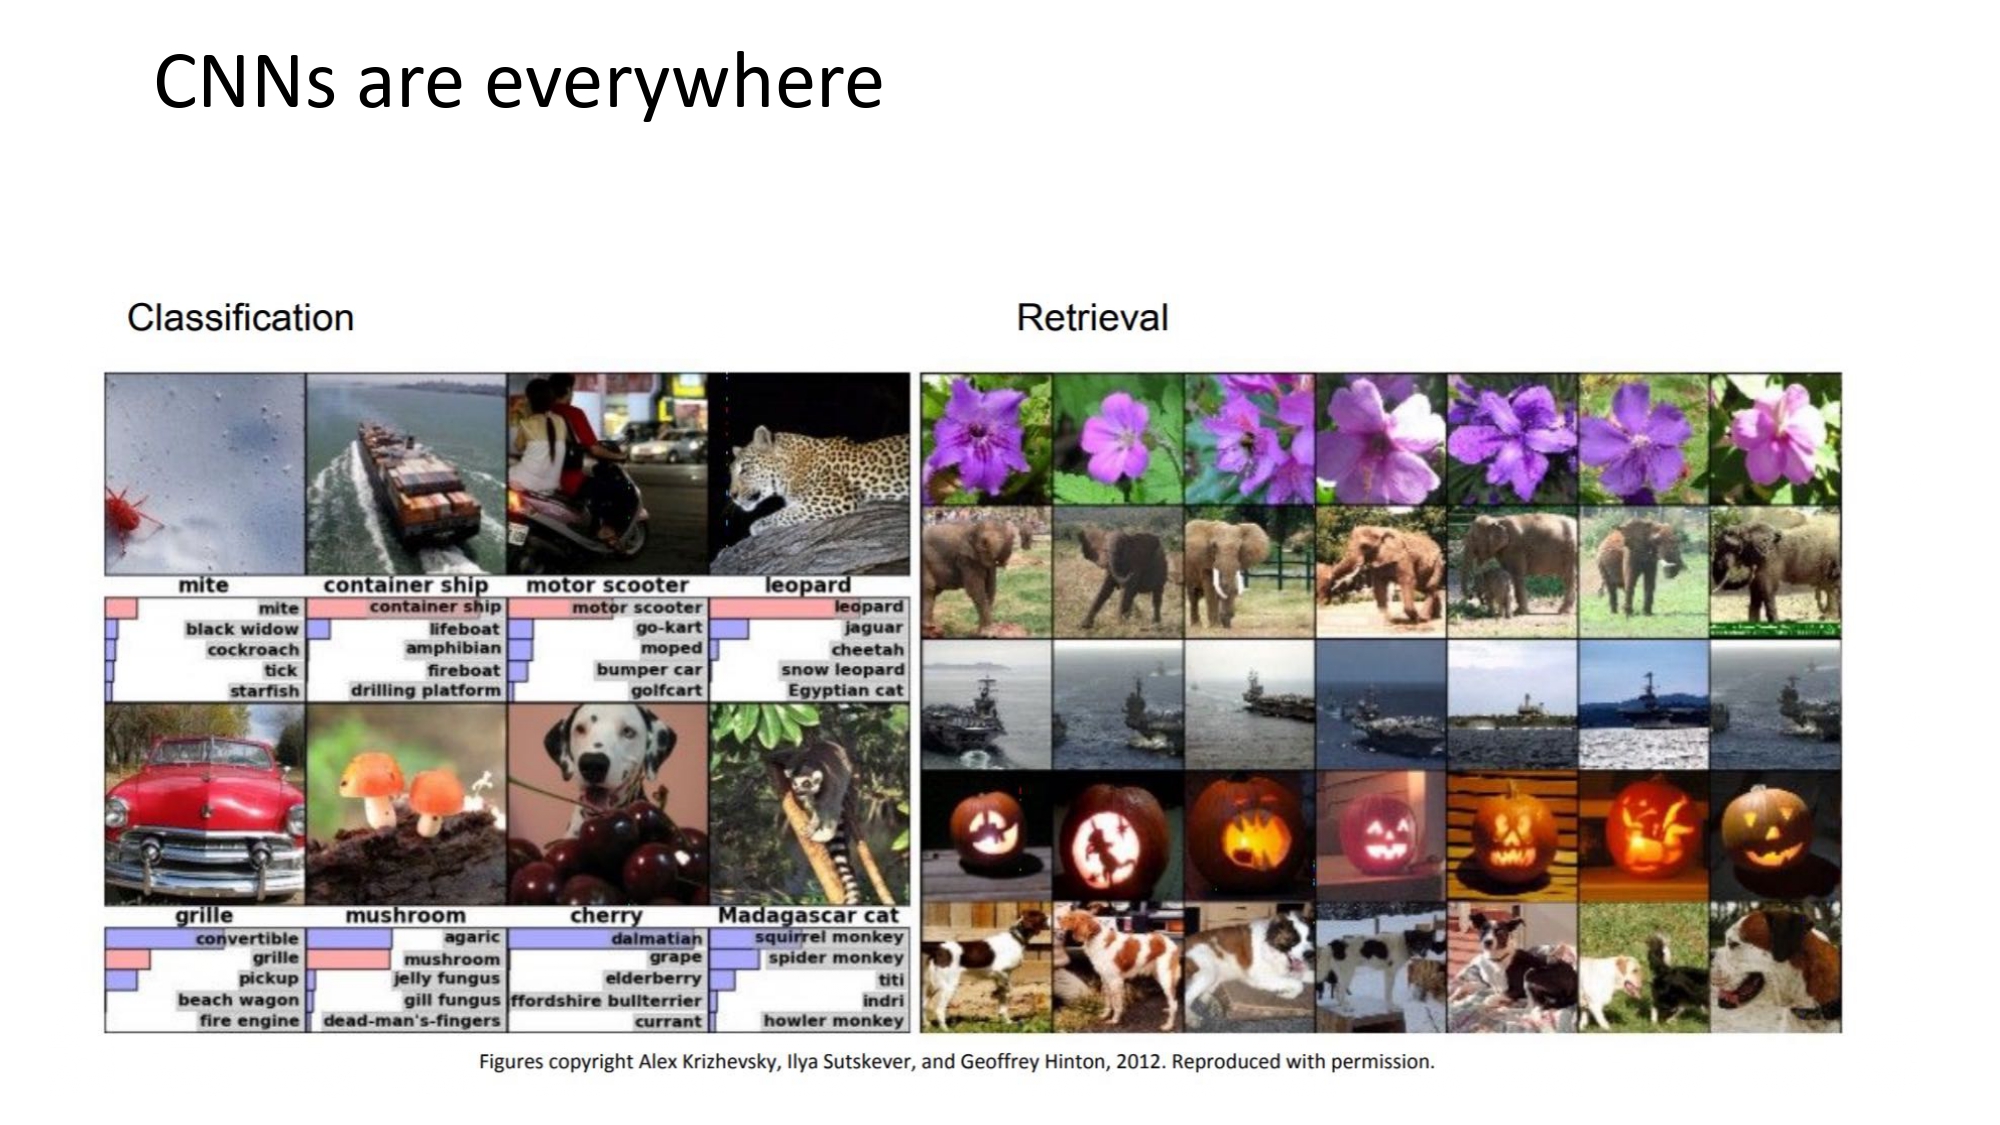 CNNs are everywhere
Classification
Retrieval
mite
container ship
motor scooter
leopard
mite
black widow
cockroach
tick
starfish
container ship
lifeboat
amphibian
fireboat
drilling platform
motor scooter
go-kart
moped
bumper car
golfcart
leopard
jaguar
cheetah
snow leopard
Egyptian cat
grille
mushroom
cherry
Madagascar cat
convertible
grille
pickup
beach wagon
fire engine
agaric
mushroom
jelly fungus
gill fungus
dead-man's-fingers
dalmatian
grape
elderberry
ffordshire bullterrier
currant
squirrel monkey
spider monkey
titi
indri
howler monkey
Figures copyright Alex Krizhevsky, Ilya Sutskever, and Geoffrey Hinton, 2012. Reproduced with permission.